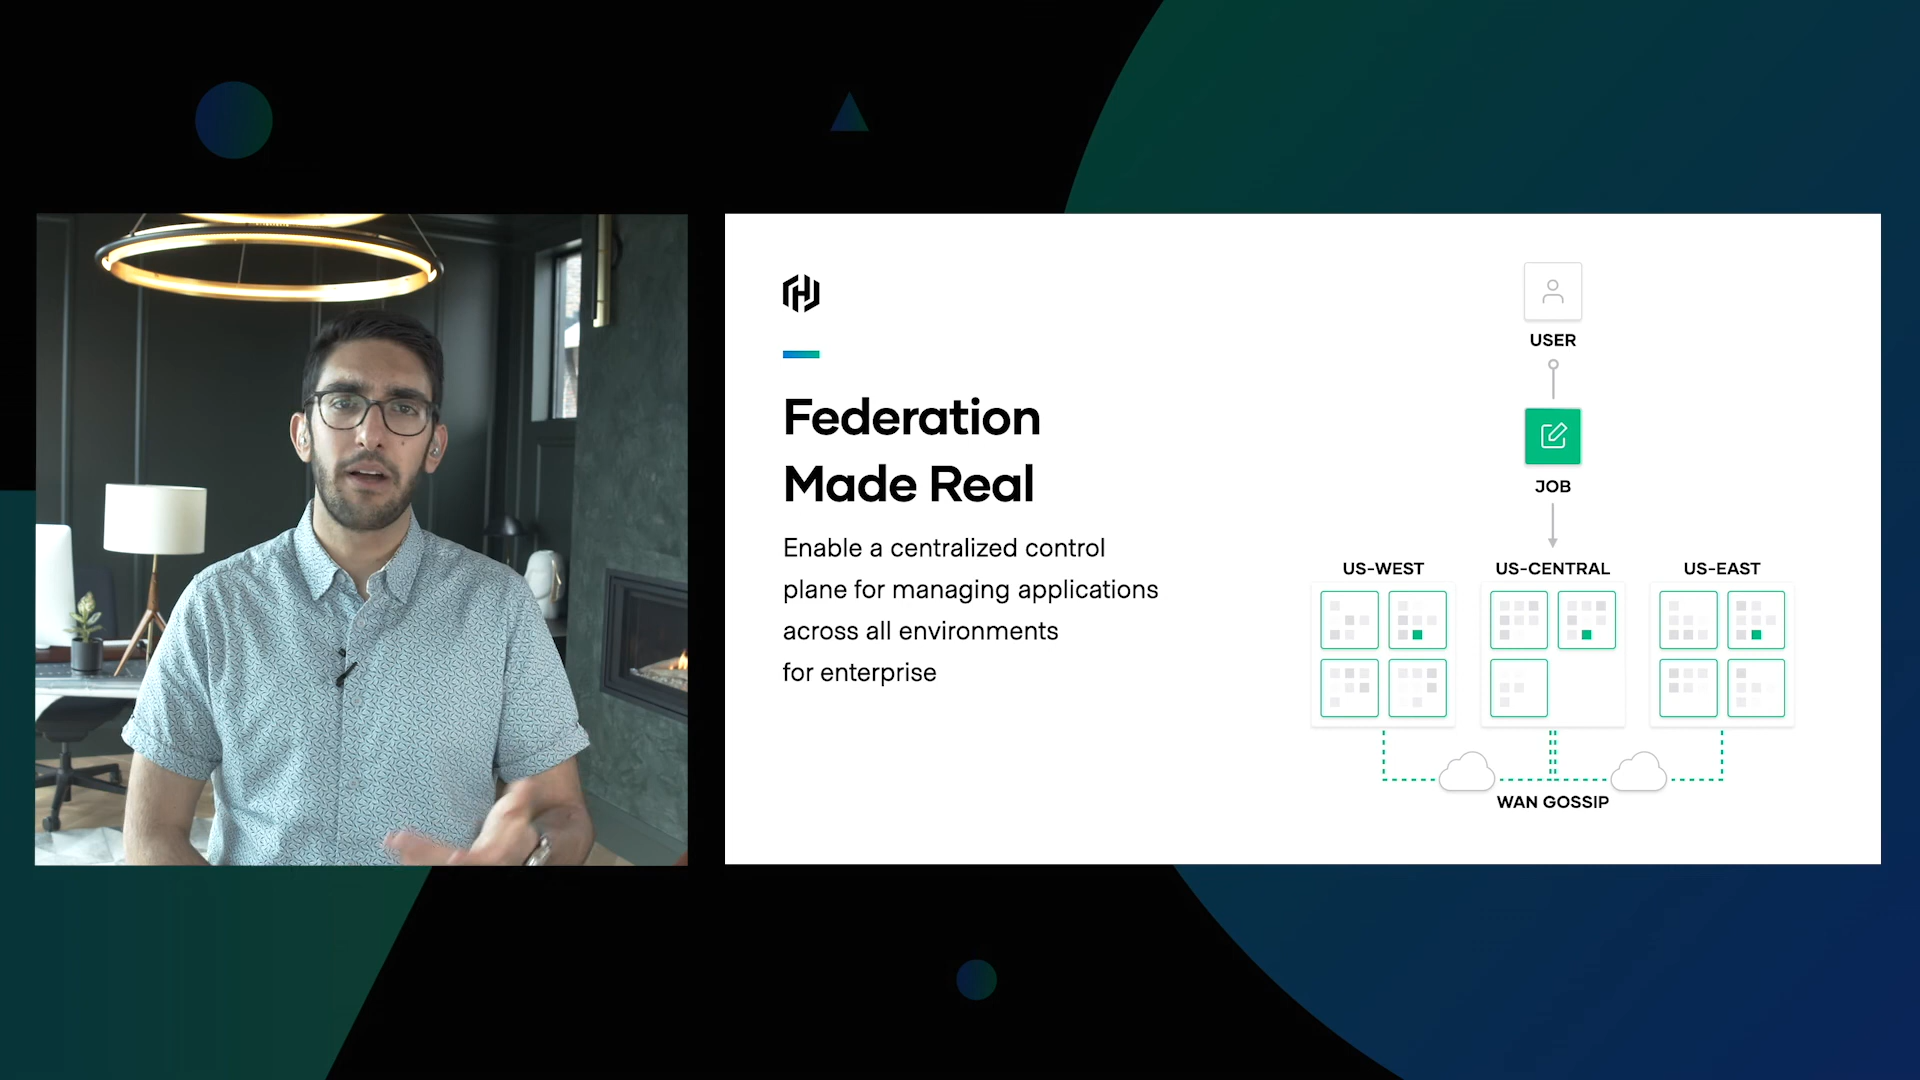 Federation
Made Real
Enable a centralized control
plane for managing applications
across all environments
for enterprise
USER
JOB
US-WEST
US-CENTRAL
US-EAST
WAN GOSSIP